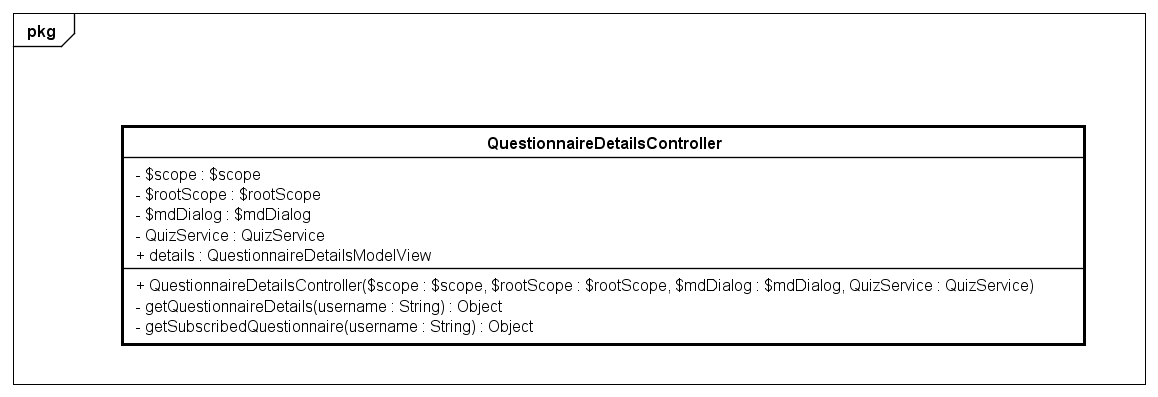 pkg
QuestionnaireDetailsController
- $scope : $scope
- $rootScope : $rootScope
- $mdDialog : $mdDialog
- QuizService : QuizService
+ details : QuestionnaireDetailsModelView
+ QuestionnaireDetailsController($scope : $scope, $rootScope : $rootScope, $mdDialog : $mdDialog, QuizService : QuizService)
- getQuestionnaireDetails(username : String) : Object
- getSubscribedQuestionnaire(username : String) : Object